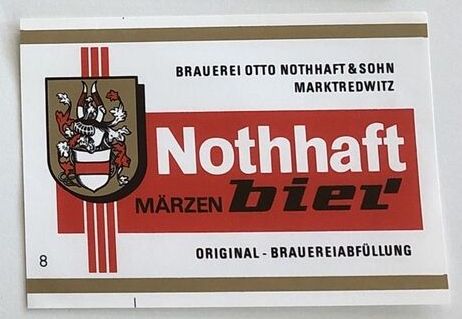 BRAUEREI OTTO NOTHHAFT & SOHN
MARKTREDWITZ
Nothhaft
MÄRZEN bier
ORIGINAL - BRAUEREIABFÜLLUNG
8